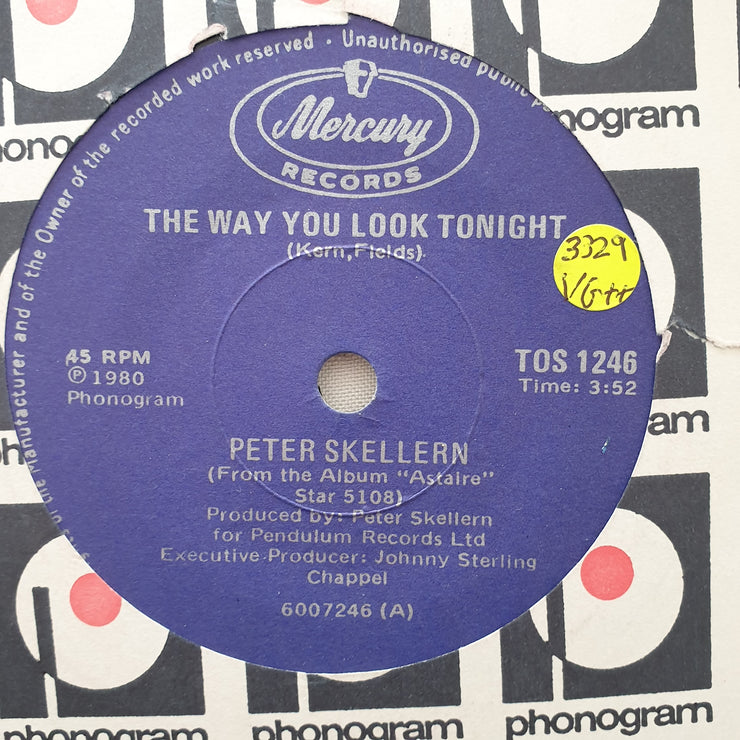 of the Manufacturer and of the Owner of the recorded work reserved · Unauthorised public
Mercury
RECORDS
THE WAY YOU LOOK TONIGHT
(Kern, Fields)
3329
VG++
45 RPM
℗ 1980
Phonogram
TOS 1246
Time: 3:52
PETER SKELLERN
(From the Album "Astaire"
Star 5108)
Produced by: Peter Skellern
for Pendulum Records Ltd
Executive Producer: Johnny Sterling
Chappel
6007246 (A)
phonogram
phonogram
phonogram